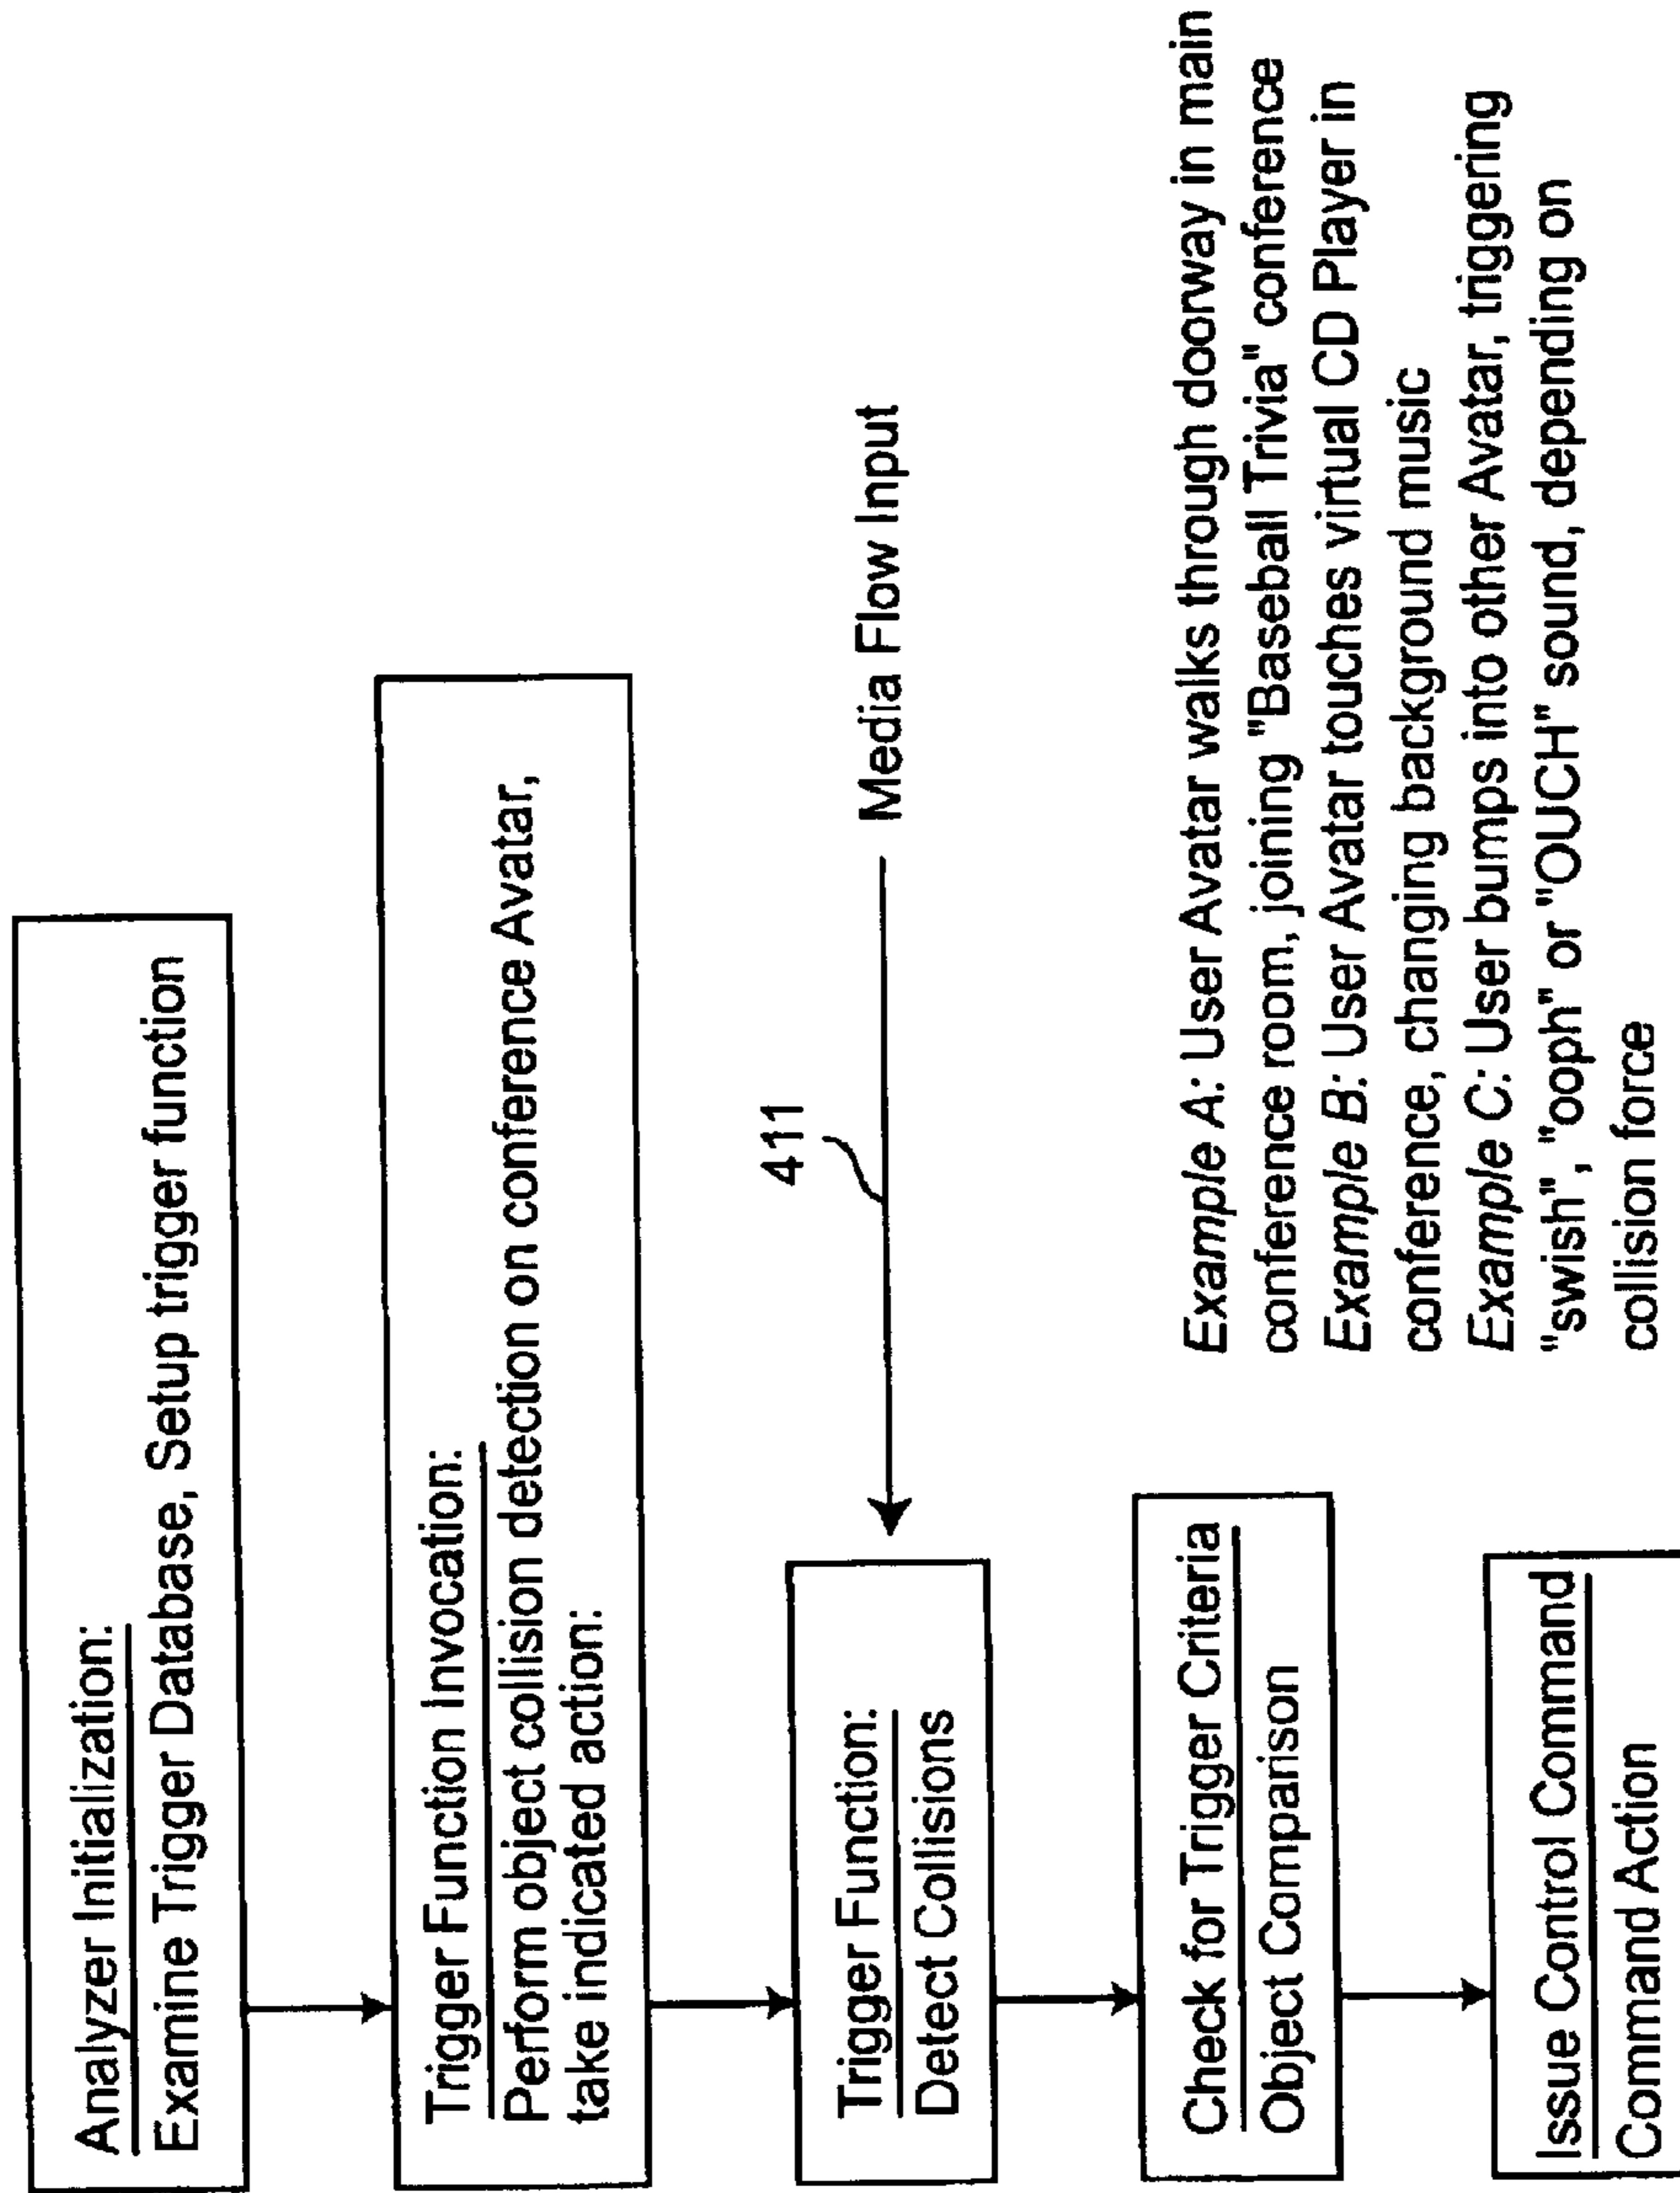 Analyzer Initialization:
Examine Trigger Database, Setup trigger function
Trigger Function Invocation:
Perform object collision detection on conference Avatar,
take indicated action:
411
Media Flow Input
Trigger Function:
Detect Collisions
Check for Trigger Criteria
Object Comparison
Issue Control Command
Command Action
Example A: User Avatar walks through doorway in main
conference room, joining "Baseball Trivia" conference
Example B: User Avatar touches virtual CD Player in
conference, changing background music
Example C: User bumps into other Avatar, triggering
"swish", "ooph" or "OUCH" sound, depending on
collision force